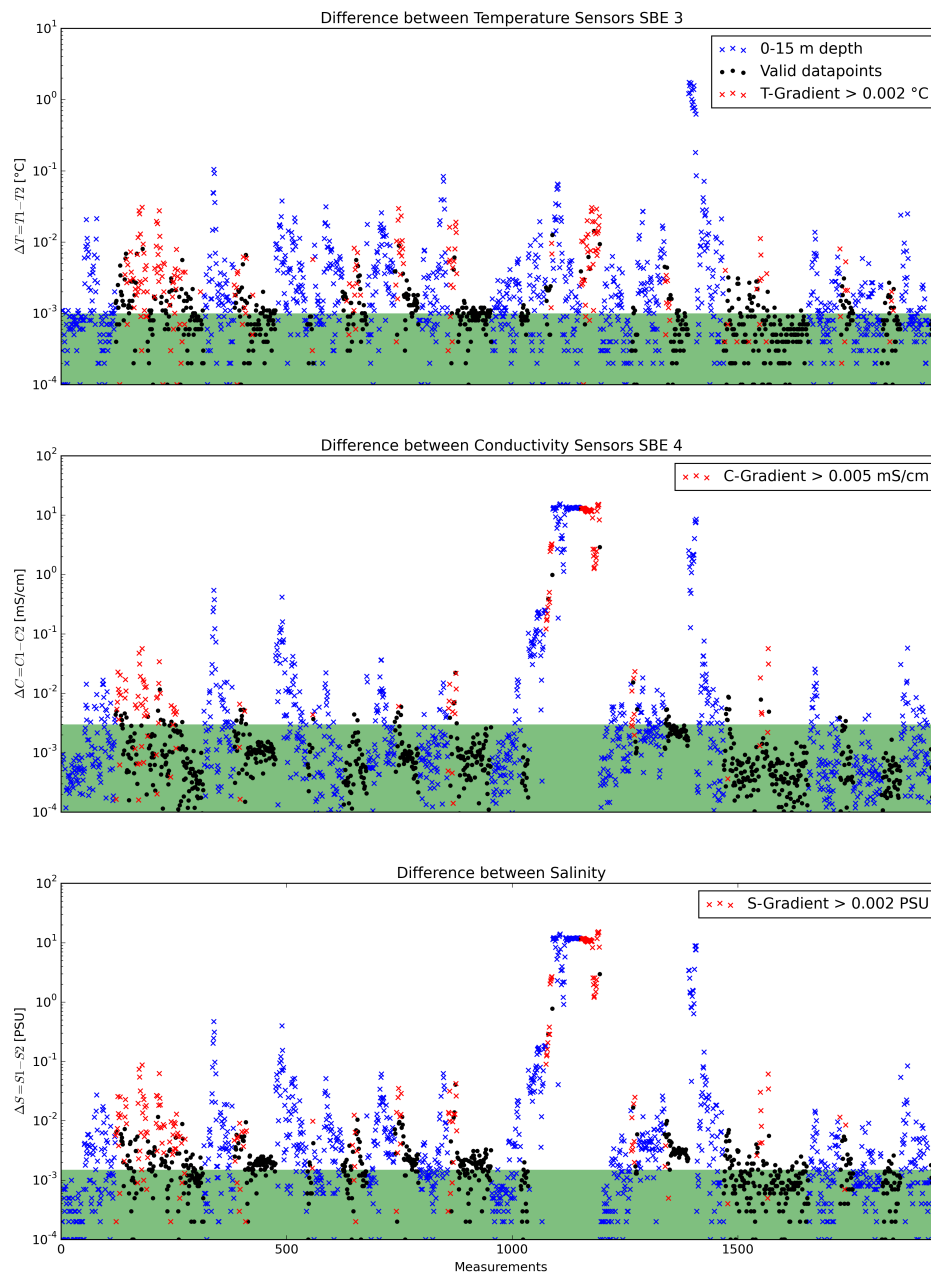 Difference between Temperature Sensors SBE 3
10^1
10^0
10^-1
10^-2
10^-3
10^-4
ΔT=T1−T2 [°C]
0-15 m depth
Valid datapoints
T-Gradient > 0.002 °C
Difference between Conductivity Sensors SBE 4
10^2
10^1
10^0
10^-1
10^-2
10^-3
10^-4
ΔC=C1−C2 [mS/cm]
C-Gradient > 0.005 mS/cm
Difference between Salinity
10^2
10^1
10^0
10^-1
10^-2
10^-3
10^-4
ΔS=S1−S2 [PSU]
S-Gradient > 0.002 PSU
0 500 1000 1500
Measurements